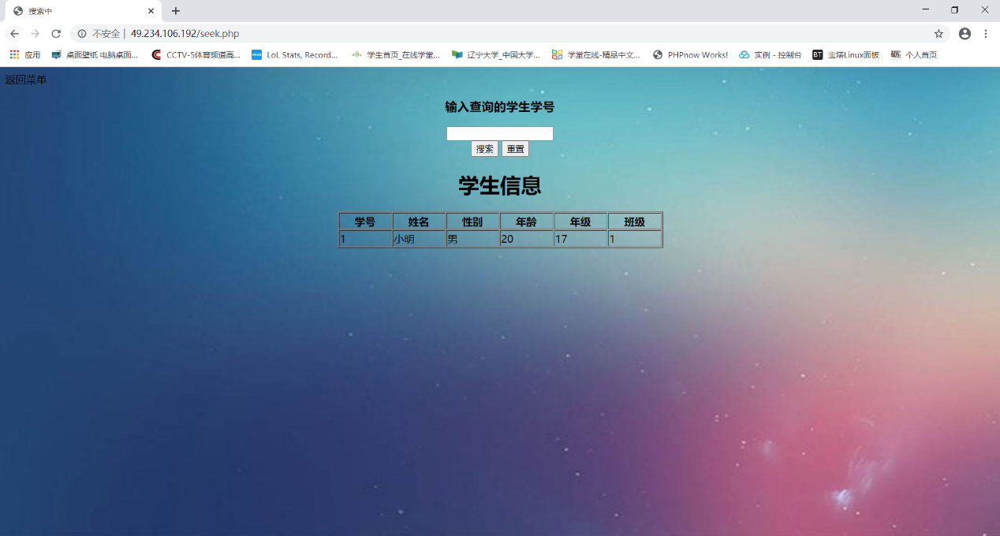 搜索中
不安全 | 49.234.106.192/seek.php
应用 桌面壁纸 电脑桌面... CCTV-5体育频道高... LoL Stats, Record... 学生首页_在线学堂... 辽宁大学_中国大学... 学堂在线-精品中文... PHPnow Works! 实例 - 控制台 BT 宝塔Linux面板 个人首页
返回菜单
输入查询的学生学号
搜索 重置
学生信息
学号 姓名 性别 年龄 年级 班级
1 小明 男 20 17 1